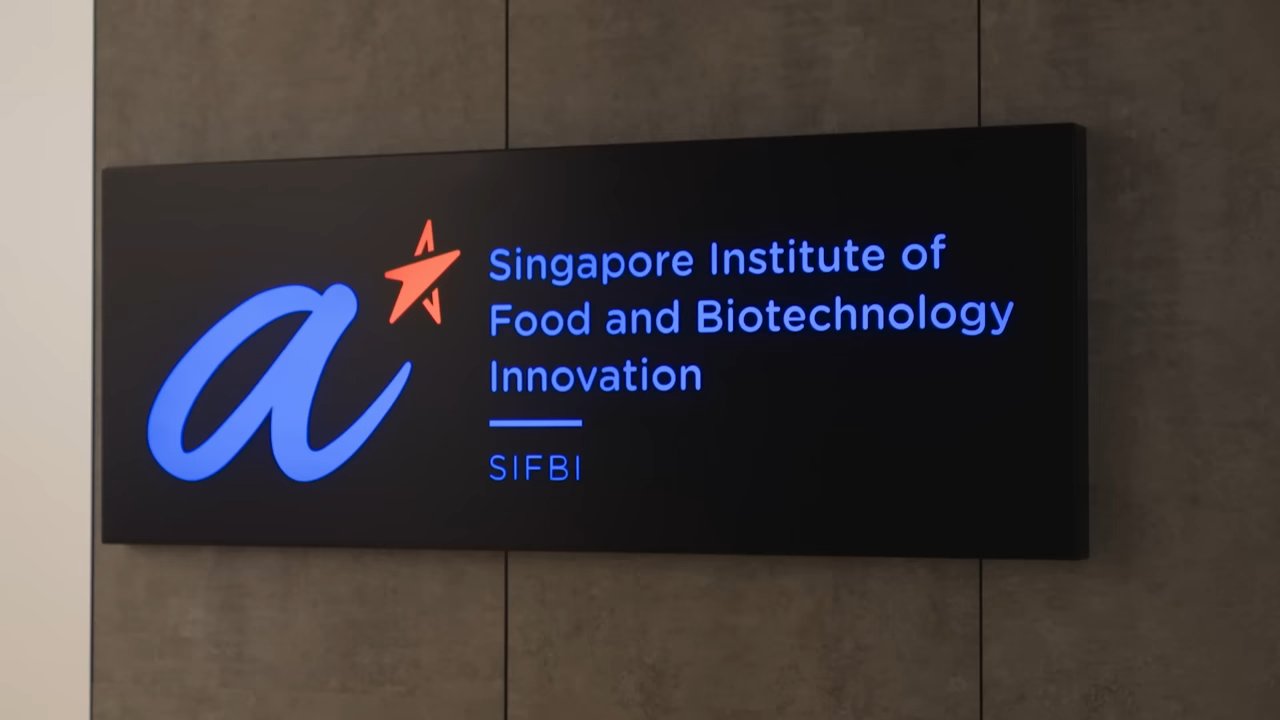 a
Singapore Institute of
Food and Biotechnology
Innovation
SIFBI